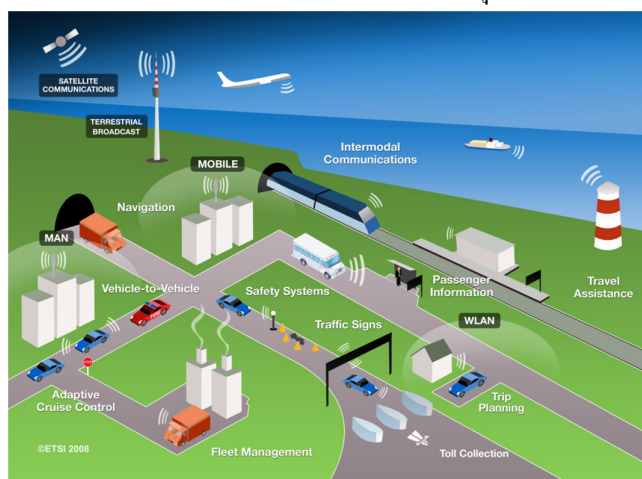 SATELLITE
COMMUNICATIONS
TERRESTRIAL
BROADCAST
Intermodal
Communications
MOBILE
Navigation
MAN
Vehicle-to-Vehicle
Safety Systems
Passenger
Information
Travel
Assistance
Traffic Signs
WLAN
STOP
Adaptive
Cruise Control
Trip
Planning
©ETSI 2008
Fleet Management
Toll Collection